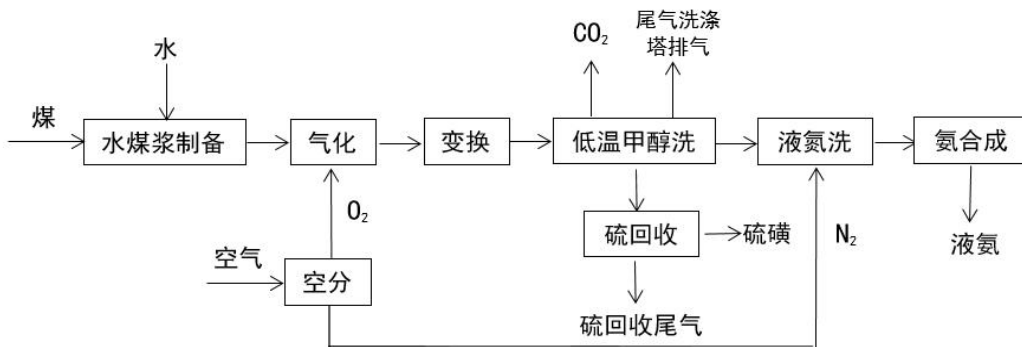 水
CO₂
尾气洗涤
塔排气
煤
水煤浆制备
气化
变换
低温甲醇洗
液氮洗
氨合成
O₂
硫回收
硫磺
N₂
液氨
空气
空分
硫回收尾气